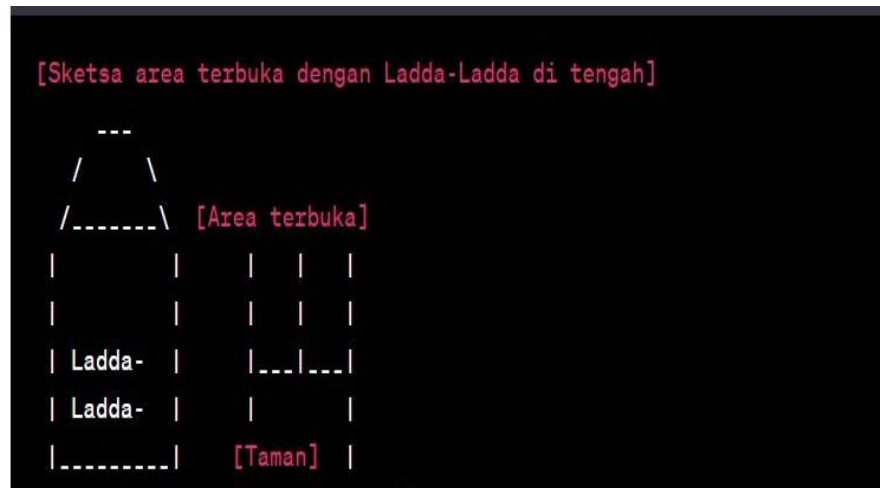 [Sketsa area terbuka dengan Ladda-Ladda di tengah]
[Area terbuka]
Ladda-
Ladda-
[Taman]